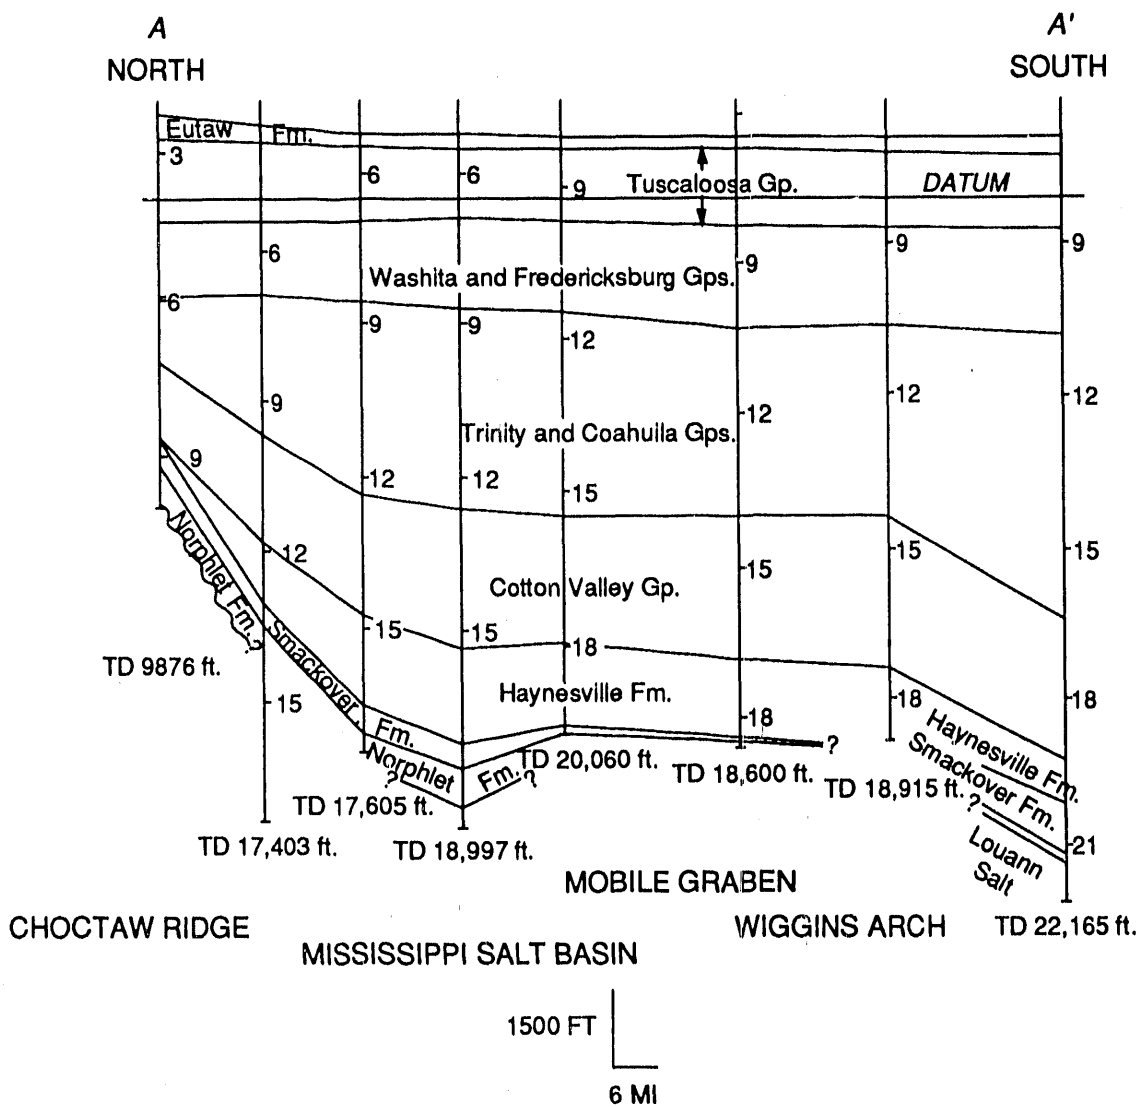 A
A'
NORTH
SOUTH
Eutaw Fm.
3
6
6
9
Tuscaloosa Gp.
DATUM
6
9
9
9
Washita and Fredericksburg Gps.
6
9
9
12
12
12
9
12
Trinity and Coahuila Gps.
9
12
12
15
12
15
15
15
Cotton Valley Gp.
Norphlet Fm.
?
Smackover
Fm.
15
15
18
Haynesville Fm.
TD 9876 ft.
15
18
18
18
Haynesville Fm.
Smackover Fm.
Norphlet
Fm.
?
?
?
?
TD 20,060 ft.
TD 18,600 ft.
TD 18,915 ft.
TD 17,605 ft.
TD 17,403 ft.
TD 18,997 ft.
21
Louann
Salt
MOBILE GRABEN
CHOCTAW RIDGE
WIGGINS ARCH
TD 22,165 ft.
MISSISSIPPI SALT BASIN
1500 FT
6 MI